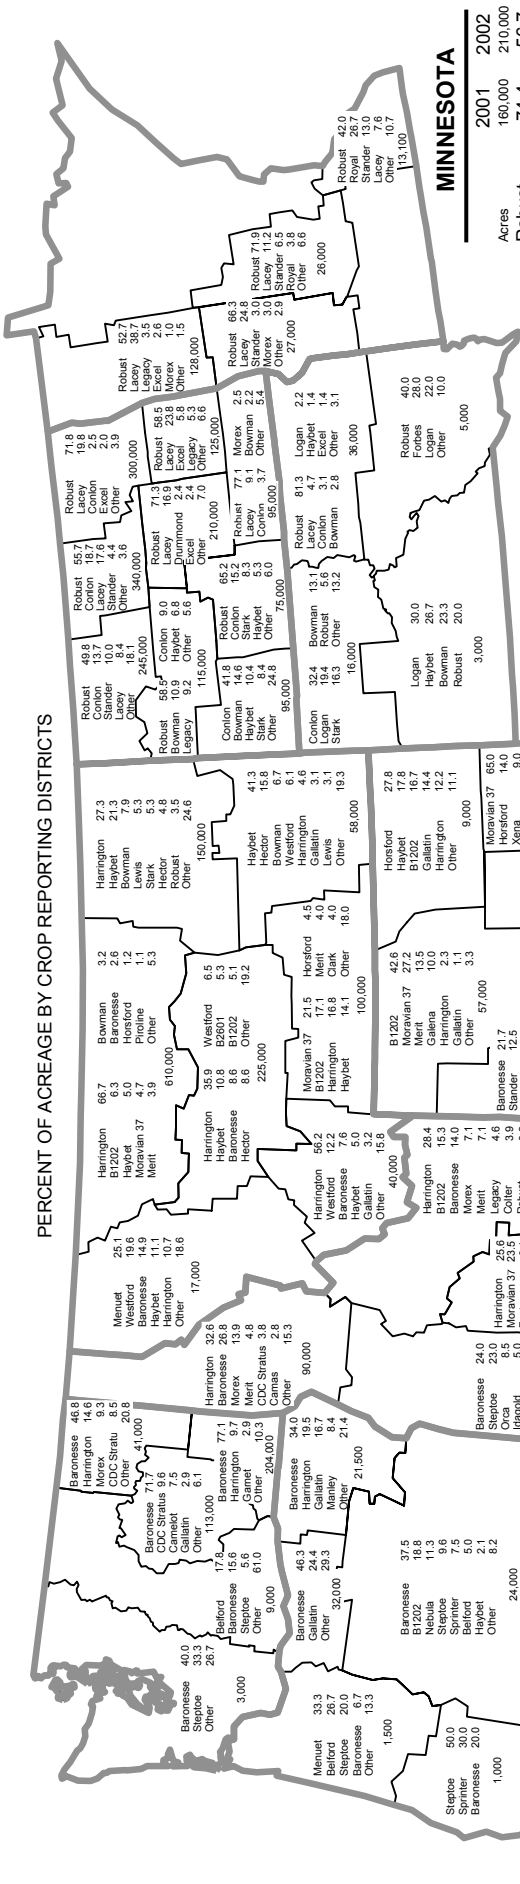 PERCENT OF ACREAGE BY CROP REPORTING DISTRICTS
Baronesse 40.0
Steptoe 33.3
Other 26.7
3,000
Belford 17.8
Baronesse 15.6
Steptoe 5.6
Other 61.0
9,000
Baronesse 71.7
CDC Stratus 9.6
Camelot 7.5
Gallatin 2.9
Other 6.1
113,000
Baronesse 46.8
Harrington 14.6
Morex 9.3
CDC Stratu 8.5
Other 20.8
41,000
Baronesse 77.1
Harrington 9.7
Garnet 2.9
Other 10.3
204,000
Menuet 33.3
Belford 26.7
Steptoe 20.0
Baronesse 6.7
Other 13.3
1,500
Baronesse 46.3
Gallatin 24.4
Other 29.3
32,000
Baronesse 34.0
Harrington 19.5
Gallatin 16.7
Manley 8.4
Other 21.4
21,500
Steptoe 50.0
Sprinter 30.0
Baronesse 20.0
1,000
Baronesse 37.5
B1202 18.8
Nebula 11.3
Steptoe 9.6
Sprinter 7.5
Belford 5.0
Haybet 2.1
Other 8.2
24,000
Harrington 32.6
Baronesse 26.8
Morex 13.9
Merit 4.8
CDC Stratus 3.8
Camas 2.8
Other 15.3
90,000
Baronesse 24.0
Steptoe 23.0
Orca 8.5
Idagold 5.0
Harrington 25.6
Moravian 37 23.5
Harrington 28.4
B1202 15.3
Baronesse 14.0
Morex 7.1
Merit 7.1
Legacy 4.6
Colter 3.9
Menuet 25.1
Westford 19.6
Baronesse 14.9
Haybet 11.1
Harrington 10.7
Other 18.6
17,000
Harrington 66.7
B1202 6.3
Haybet 5.0
Moravian 37 4.7
Merit 3.9
Bowman 3.2
Baronesse 2.6
Horsford 1.2
Piroline 1.1
Other 5.3
610,000
Harrington 27.3
Haybet 21.3
Bowman 7.9
Lewis 5.3
Stark 5.3
Hector 4.8
Robust 3.5
Other 24.6
150,000
Harrington 35.9
Haybet 10.8
Baronesse 8.6
Hector 8.6
Westford 6.5
B2601 5.3
B1202 5.1
Other 19.2
225,000
Harrington 56.2
Westford 12.2
Baronesse 7.6
Haybet 5.0
Gallatin 3.2
Other 15.8
40,000
Moravian 37 21.5
B1202 17.1
Harrington 16.8
Haybet 14.1
Horsford 4.5
Merit 4.0
Clark 4.0
Other 18.0
100,000
Haybet 41.3
Hector 15.8
Bowman 6.7
Westford 6.1
Harrington 4.6
Gallatin 3.1
Lewis 3.1
Other 19.3
58,000
Baronesse 21.7
Stander 12.5
B1202 42.6
Moravian 37 27.2
Merit 13.5
Galena 10.0
Harrington 2.3
Gallatin 1.1
Other 3.3
57,000
Horsford 27.8
Haybet 17.8
B1202 16.7
Gallatin 14.4
Harrington 12.2
Other 11.1
9,000
Moravian 37 65.0
Horsford 14.0
Xena 9.0
Robust 49.8
Conlon 13.7
Stander 10.0
Lacey 8.4
Other 18.1
245,000
Robust 55.7
Conlon 18.7
Lacey 17.6
Stander 4.4
Other 3.6
340,000
Robust 71.8
Lacey 19.8
Conlon 2.5
Excel 2.0
Other 3.9
300,000
Robust 58.5
Bowman 10.9
Legacy 9.2
Conlon 9.0
Haybet 6.8
Other 5.6
115,000
Robust 71.3
Lacey 16.9
Drummond 2.4
Excel 2.4
Other 7.0
210,000
Robust 58.5
Lacey 23.8
Excel 5.8
Legacy 5.3
Other 6.6
125,000
Conlon 41.8
Bowman 14.6
Haybet 10.4
Stark 8.4
Other 24.8
95,000
Robust 65.2
Conlon 15.2
Stark 8.3
Haybet 5.3
Other 6.0
75,000
Robust 77.1
Lacey 9.1
Conlon 3.7
Morex 2.5
Bowman 2.2
Other 5.4
95,000
Conlon 32.4
Logan 19.4
Stark 16.3
Bowman 13.1
Robust 5.6
Other 13.2
16,000
Robust 81.3
Lacey 4.7
Conlon 3.1
Bowman 2.8
Logan 2.2
Haybet 1.4
Excel 1.4
Other 3.1
36,000
Logan 30.0
Haybet 26.7
Bowman 23.3
Robust 20.0
3,000
Robust 40.0
Forbes 28.0
Logan 22.0
Other 10.0
5,000
Robust 52.7
Lacey 38.7
Legacy 3.5
Excel 2.6
Morex 1.0
Other 1.5
128,000
Robust 66.3
Lacey 24.8
Stander 3.0
Morex 3.0
Other 2.9
27,000
Robust 71.9
Lacey 11.2
Stander 6.5
Royal 3.8
Other 6.6
26,000
Robust 42.0
Royal 26.7
Stander 13.0
Lacey 7.6
Other 10.7
13,100
MINNESOTA
2001 2002
Acres 160,000 210,000
Robust